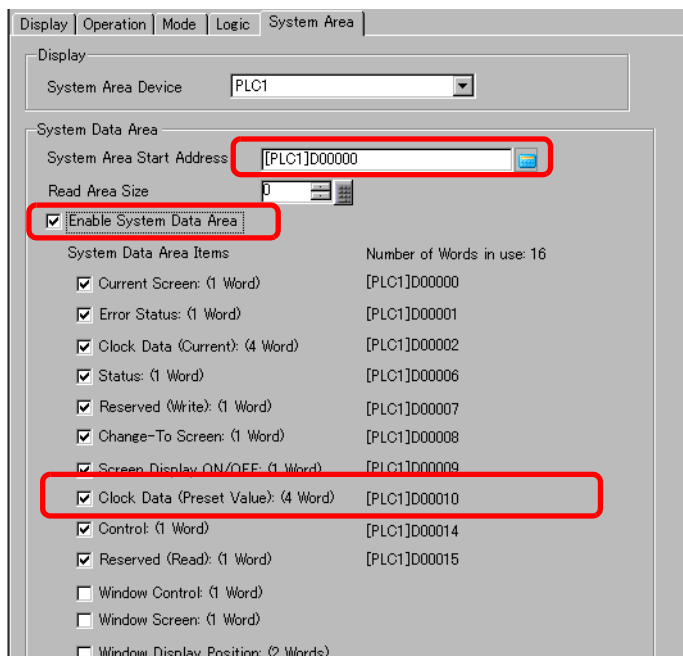 Display Operation Mode Logic System Area
Display
System Area Device PLC1
System Data Area
System Area Start Address [PLC1]D00000
Read Area Size 0
Enable System Data Area
System Data Area Items Number of Words in use: 16
Current Screen: (1 Word) [PLC1]D00000
Error Status: (1 Word) [PLC1]D00001
Clock Data (Current): (4 Word) [PLC1]D00002
Status: (1 Word) [PLC1]D00006
Reserved (Write): (1 Word) [PLC1]D00007
Change-To Screen: (1 Word) [PLC1]D00008
Screen Display ON/OFF: (1 Word) [PLC1]D00009
Clock Data (Preset Value): (4 Word) [PLC1]D00010
Control: (1 Word) [PLC1]D00014
Reserved (Read): (1 Word) [PLC1]D00015
Window Control: (1 Word)
Window Screen: (1 Word)
Window Display Position: (2 Words)